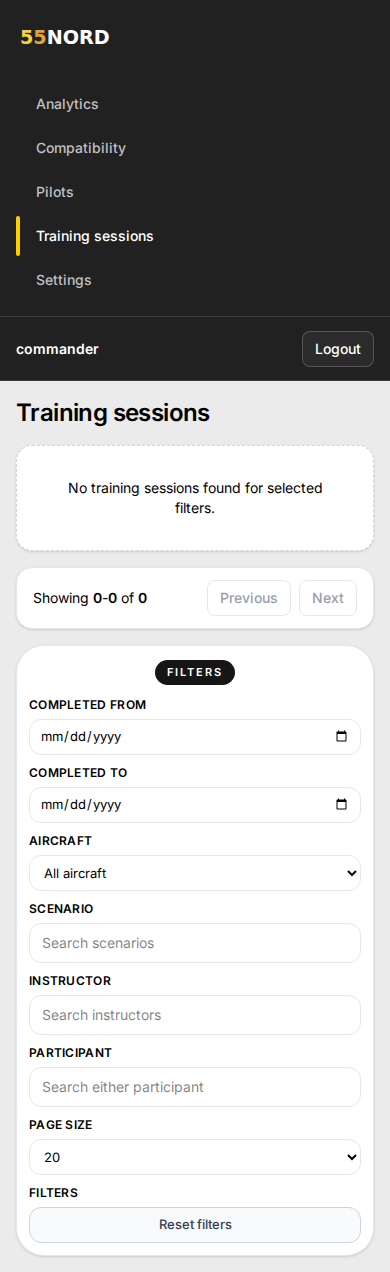 55NORD
Analytics
Compatibility
Pilots
Training sessions
Settings
commander Logout
Training sessions
No training sessions found for selected
filters.
Showing 0-0 of 0 Previous Next
FILTERS
COMPLETED FROM
mm/dd/yyyy
COMPLETED TO
mm/dd/yyyy
AIRCRAFT
All aircraft
SCENARIO
Search scenarios
INSTRUCTOR
Search instructors
PARTICIPANT
Search either participant
PAGE SIZE
20
FILTERS
Reset filters